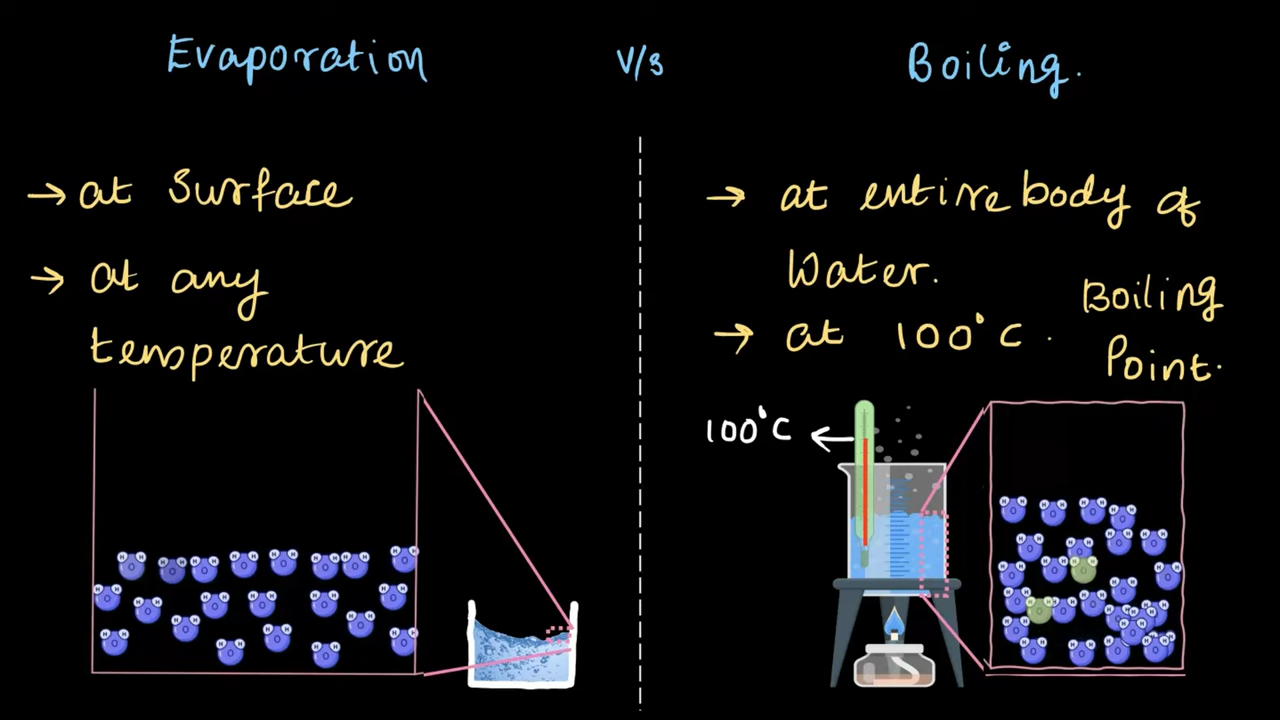 Evaporation V/s Boiling.
→ at surface
→ at any
temperature
→ at entire body of
Water.
→ at 100°C. Boiling
Point.
100°C